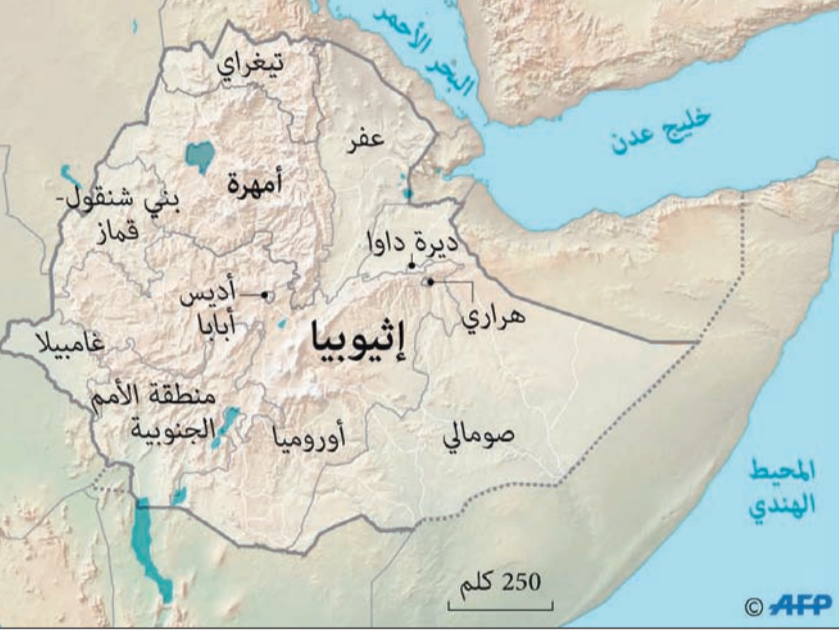 تيغراي
البحر الأحمر
خليج عدن
عفر
أمهرة
بني شنقول-
قماز
ديرة داوا
أديس
أبابا
هراري
إثيوبيا
غامبيلا
منطقة الأمم
الجنوبية
أوروميا
صومالي
المحيط
الهندي
250 كلم
© AFP